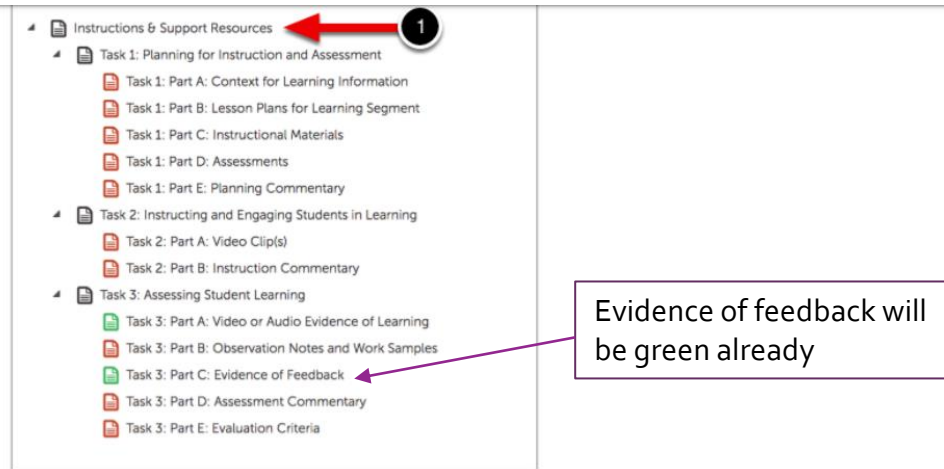 Instructions & Support Resources
1
Task 1: Planning for Instruction and Assessment
Task 1: Part A: Context for Learning Information
Task 1: Part B: Lesson Plans for Learning Segment
Task 1: Part C: Instructional Materials
Task 1: Part D: Assessments
Task 1: Part E: Planning Commentary
Task 2: Instructing and Engaging Students in Learning
Task 2: Part A: Video Clip(s)
Task 2: Part B: Instruction Commentary
Task 3: Assessing Student Learning
Task 3: Part A: Video or Audio Evidence of Learning
Task 3: Part B: Observation Notes and Work Samples
Task 3: Part C: Evidence of Feedback
Task 3: Part D: Assessment Commentary
Task 3: Part E: Evaluation Criteria
Evidence of feedback will
be green already